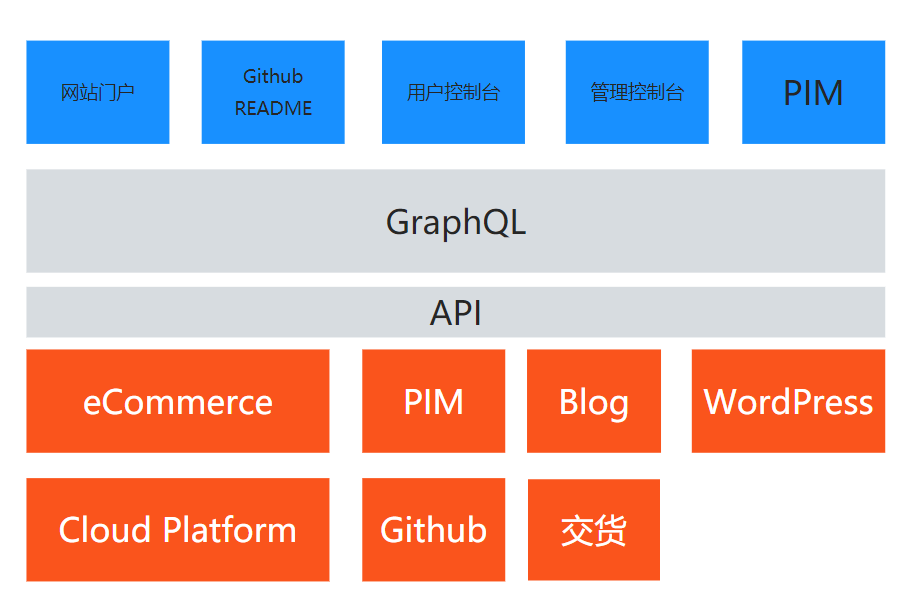 网站门户
Github
README
用户控制台
管理控制台
PIM
GraphQL
API
eCommerce
PIM
Blog
WordPress
Cloud Platform
Github
交货